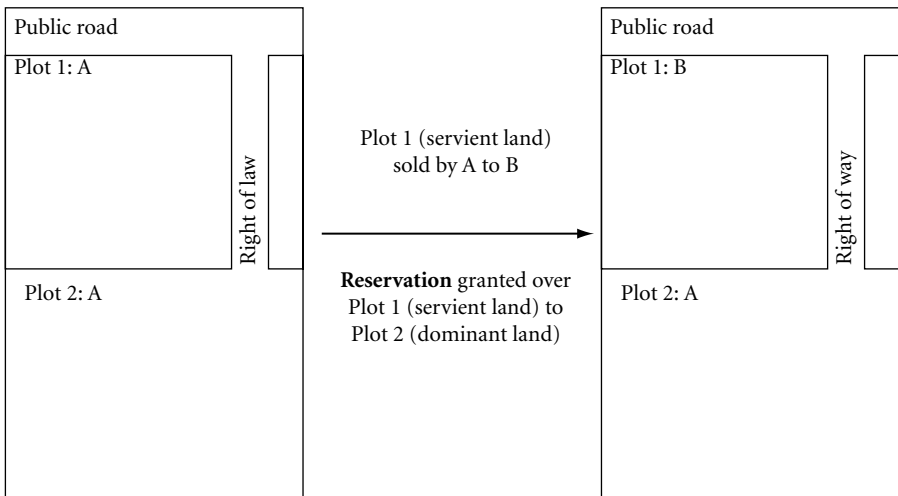 Public road
Plot 1: A
Right of law
Plot 2: A
Plot 1 (servient land)
sold by A to B
Reservation granted over
Plot 1 (servient land) to
Plot 2 (dominant land)
Public road
Plot 1: B
Right of way
Plot 2: A